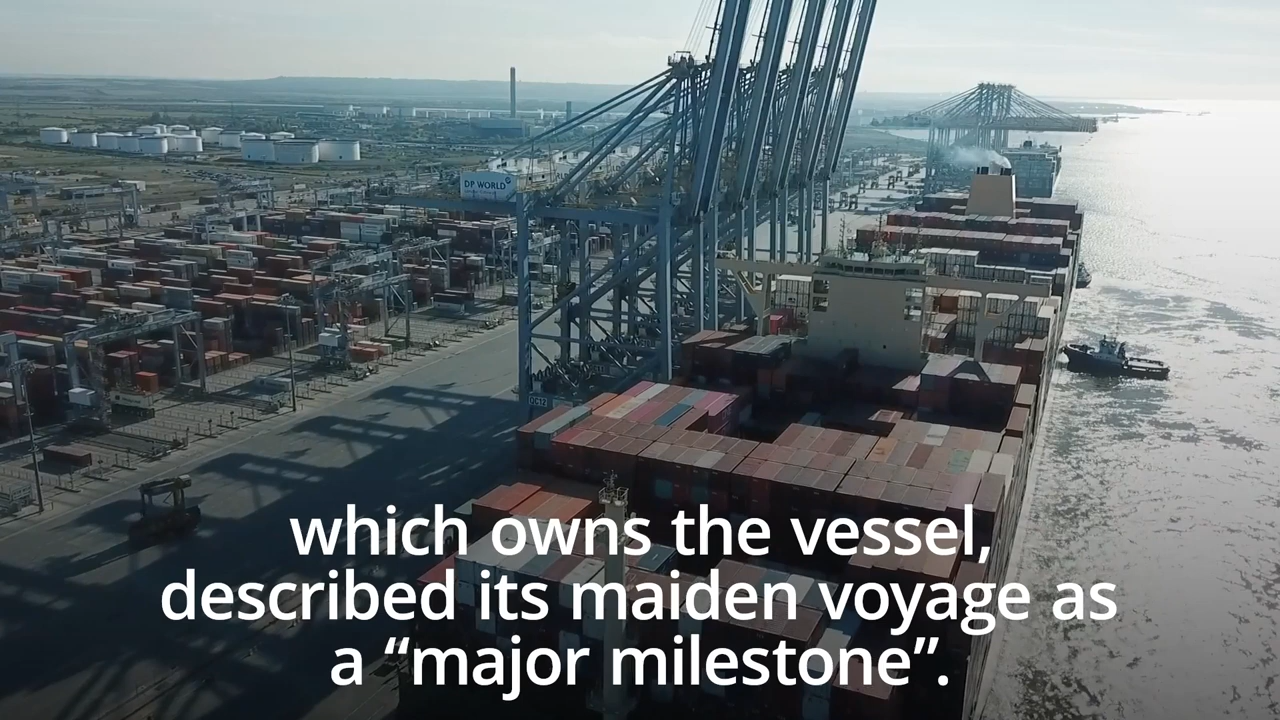 DP WORLD
QC12
which owns the vessel,
described its maiden voyage as
a “major milestone”.